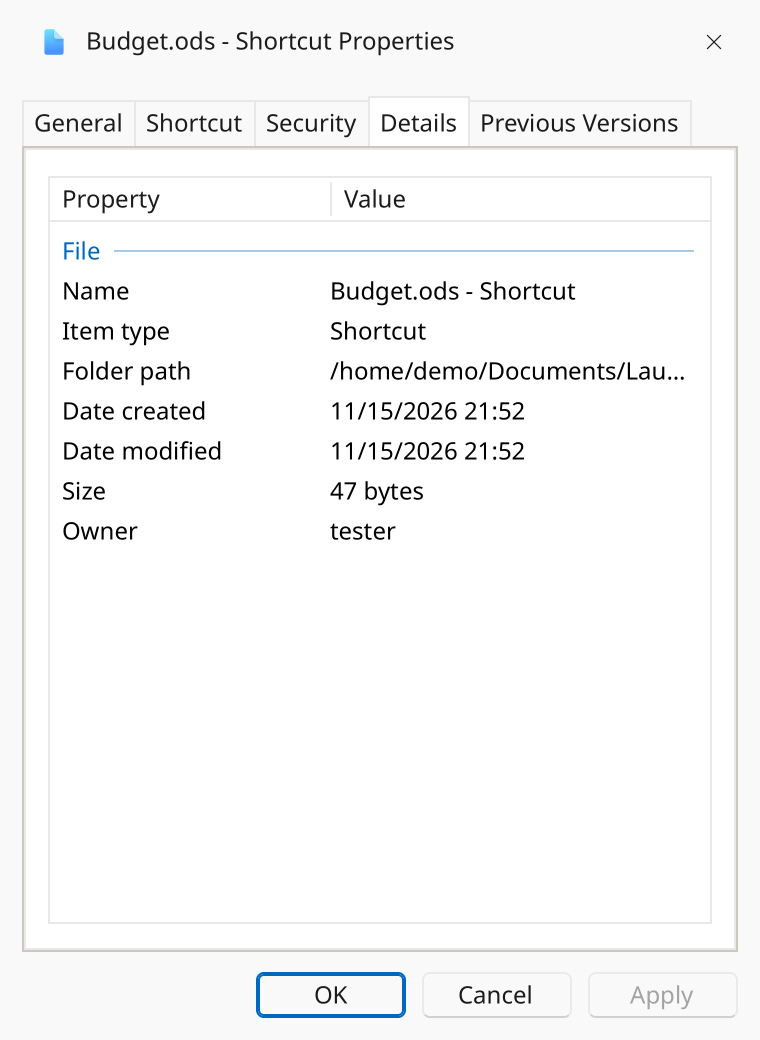 Budget.ods - Shortcut Properties
General Shortcut Security Details Previous Versions
Property Value
File
Name Budget.ods - Shortcut
Item type Shortcut
Folder path /home/demo/Documents/Lau...
Date created 11/15/2026 21:52
Date modified 11/15/2026 21:52
Size 47 bytes
Owner tester
OK Cancel Apply